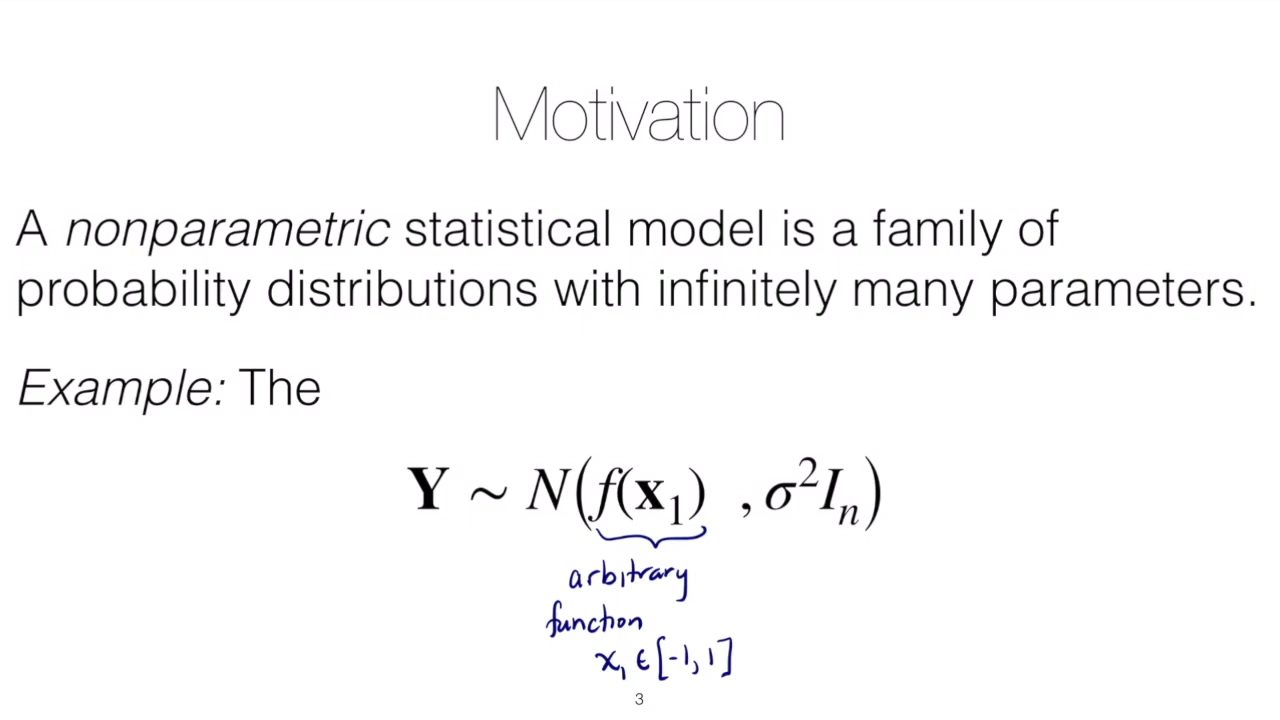 Motivation
A nonparametric statistical model is a family of
probability distributions with infinitely many parameters.
Example: The
Y ~ N(f(x₁) , σ²Iₙ)
arbitrary
function
x₁ ∈ [-1, 1]
3